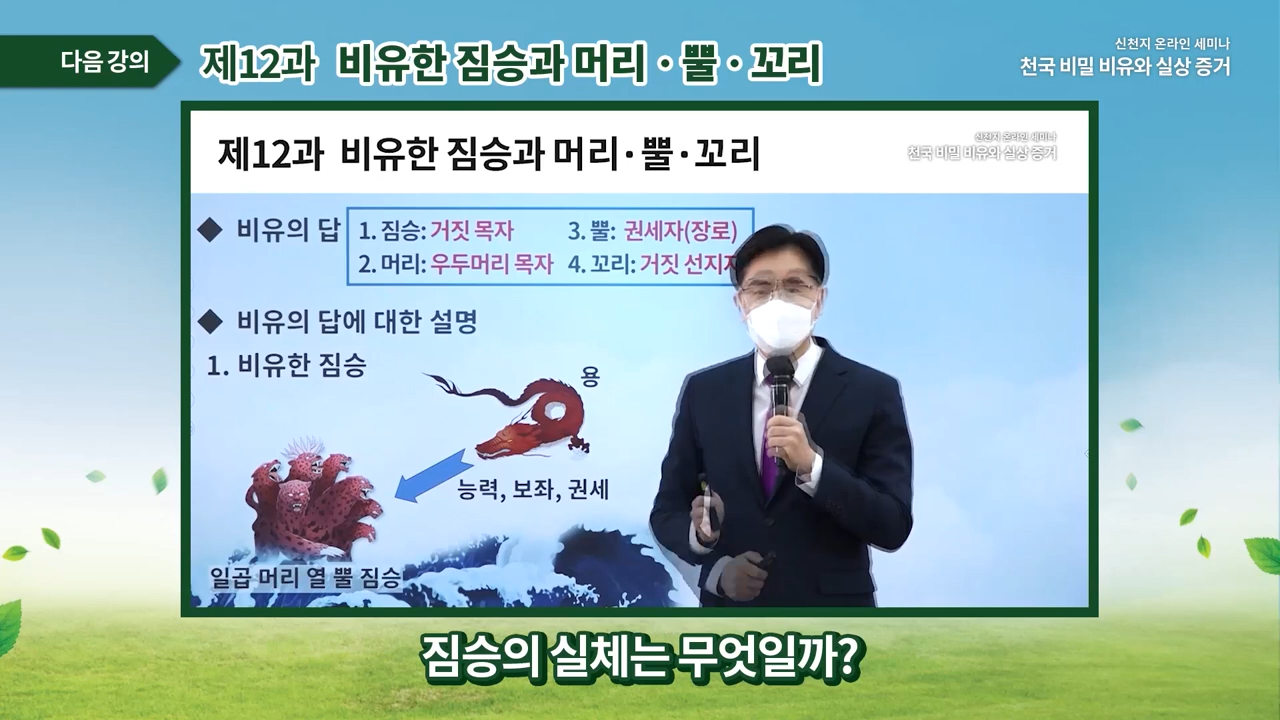 다음 강의
제12과 비유한 짐승과 머리·뿔·꼬리
신천지 온라인 세미나
천국 비밀 비유와 실상 증거
제12과 비유한 짐승과 머리·뿔·꼬리
신천지 온라인 세미나
천국 비밀 비유와 실상 증거
◆ 비유의 답
1. 짐승: 거짓 목자 3. 뿔: 권세자(장로)
2. 머리: 우두머리 목자 4. 꼬리: 거짓 선지자
◆ 비유의 답에 대한 설명
1. 비유한 짐승
용
능력, 보좌, 권세
일곱 머리 열 뿔 짐승
짐승의 실체는 무엇일까?